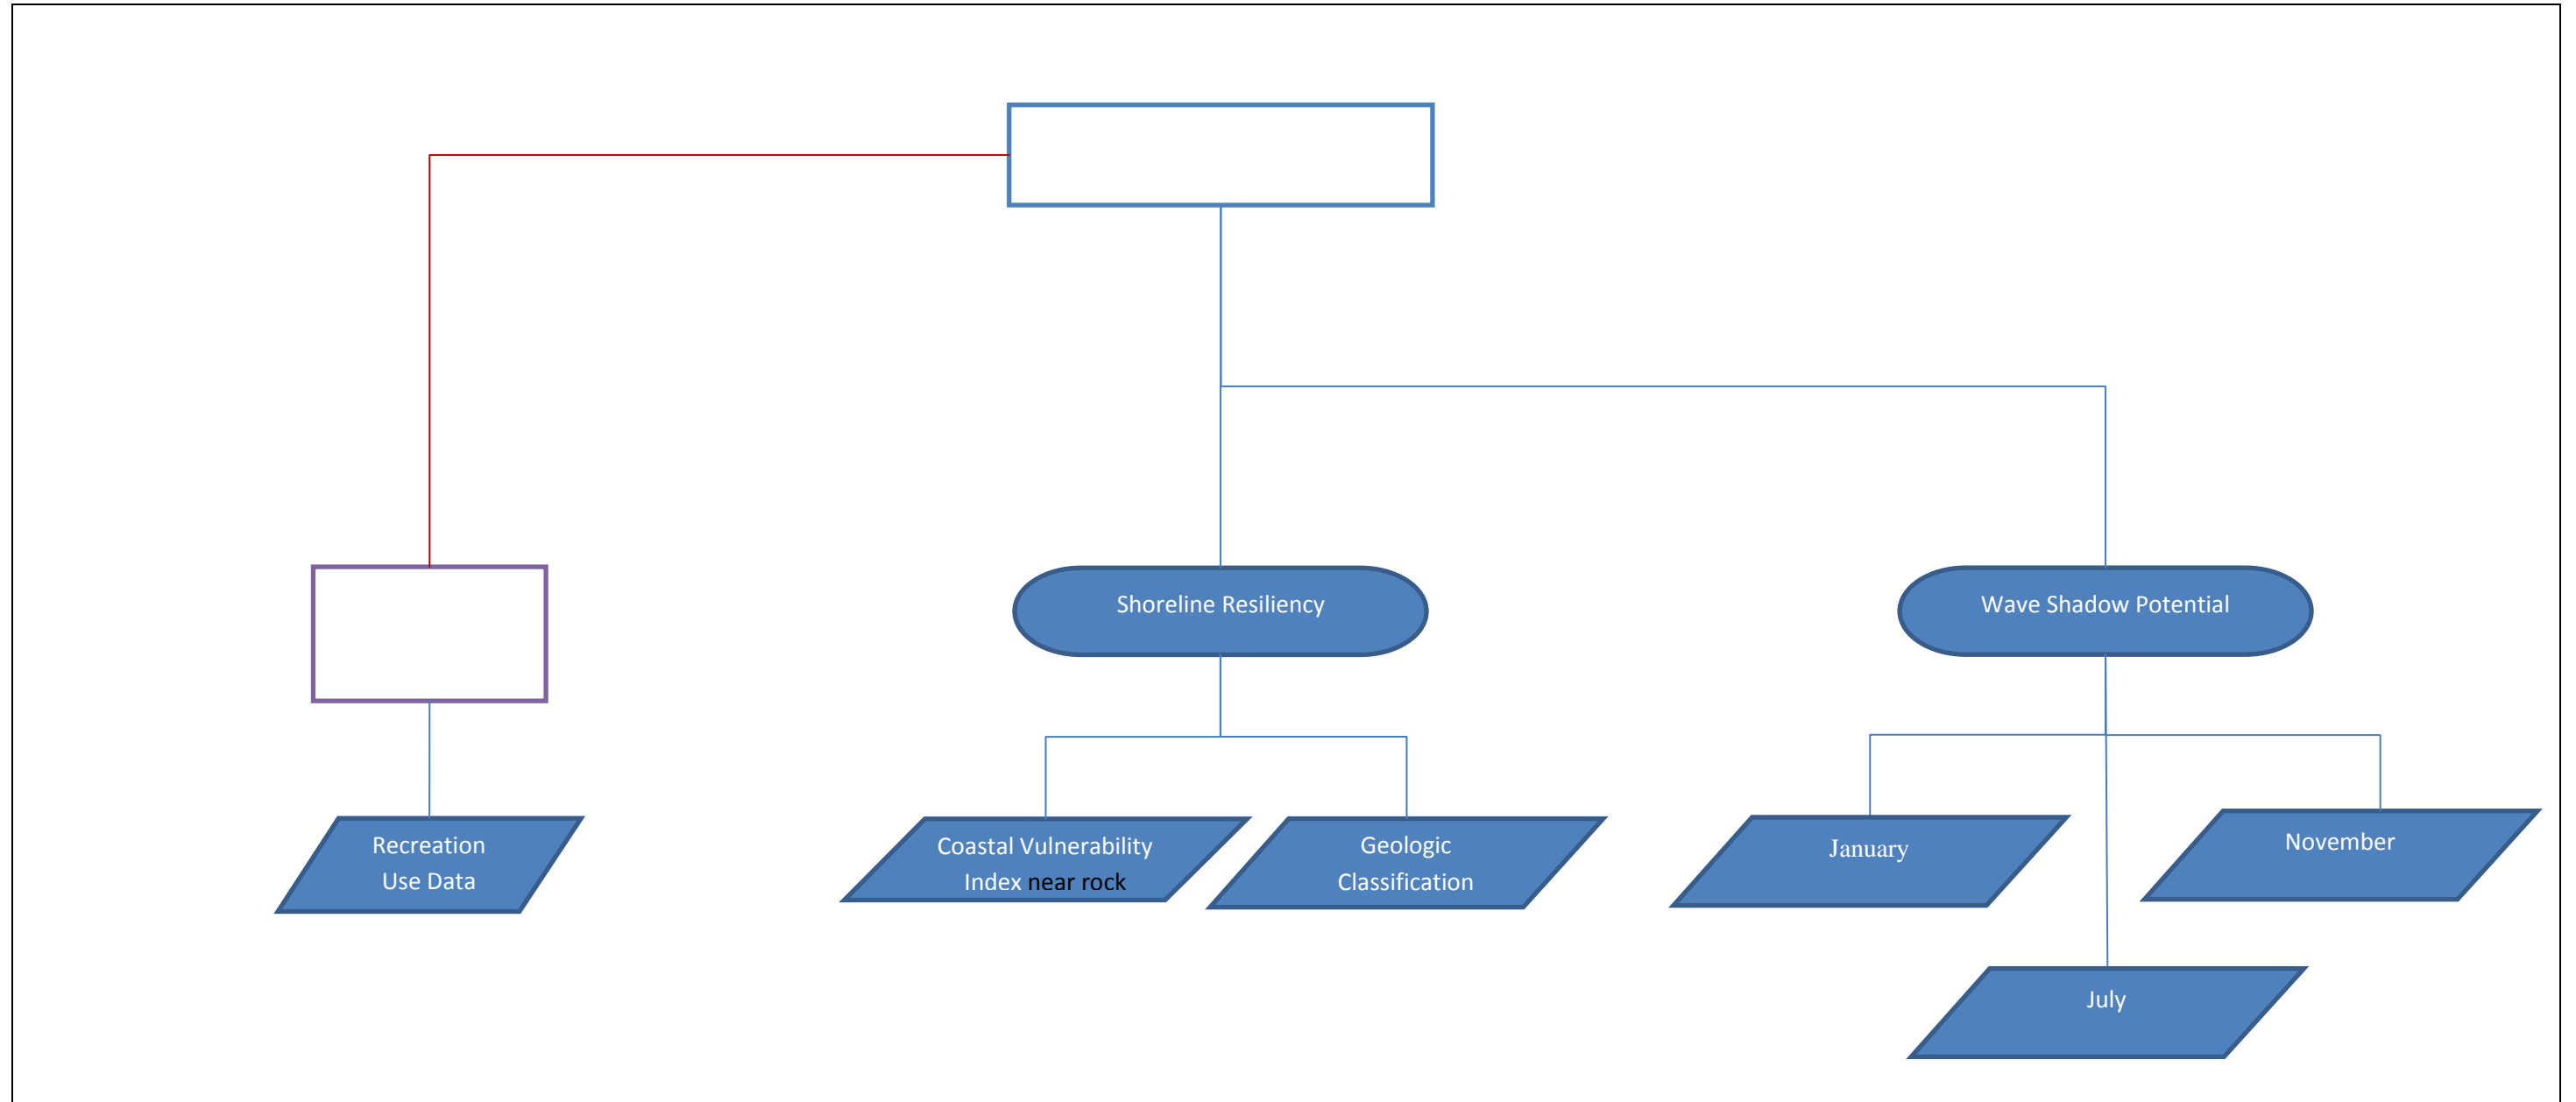 Shoreline Resiliency
Wave Shadow Potential
Recreation
Use Data
Coastal Vulnerability
Index near rock
Geologic
Classification
January
November
July